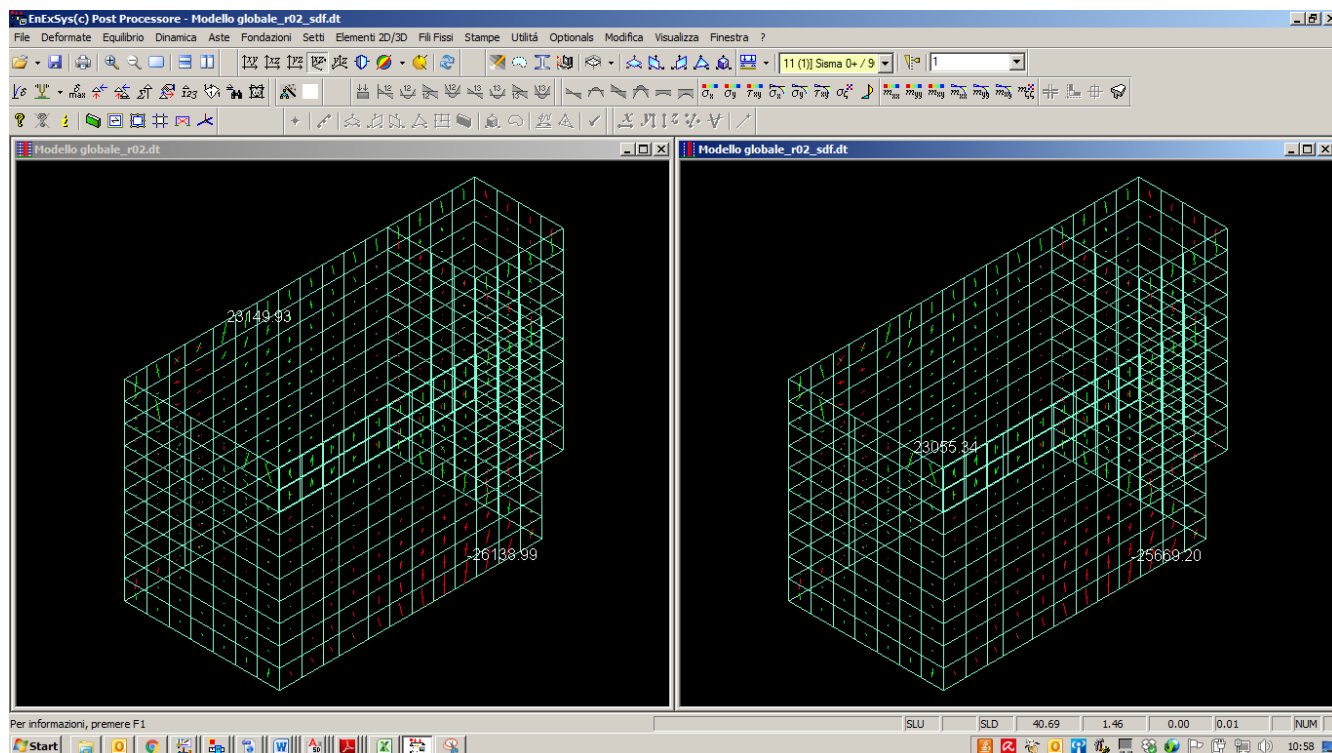 EnExSys(c) Post Processore - Modello globale_r02_sdf.dt
File Deformate Equilibrio Dinamica Aste Fondazioni Setti Elementi 2D/3D Fili Fissi Stampe Utilitá Optionals Modifica Visualizza Finestra ?
11 (1)] Sisma 0+ / 9 1
Modello globale_r02.dt
Modello globale_r02_sdf.dt
23149.93
23055.34
-26138.99
-25669.20
Per informazioni, premere F1 SLU SLD 40.69 1.46 0.00 0.01 NUM
Start 10:58